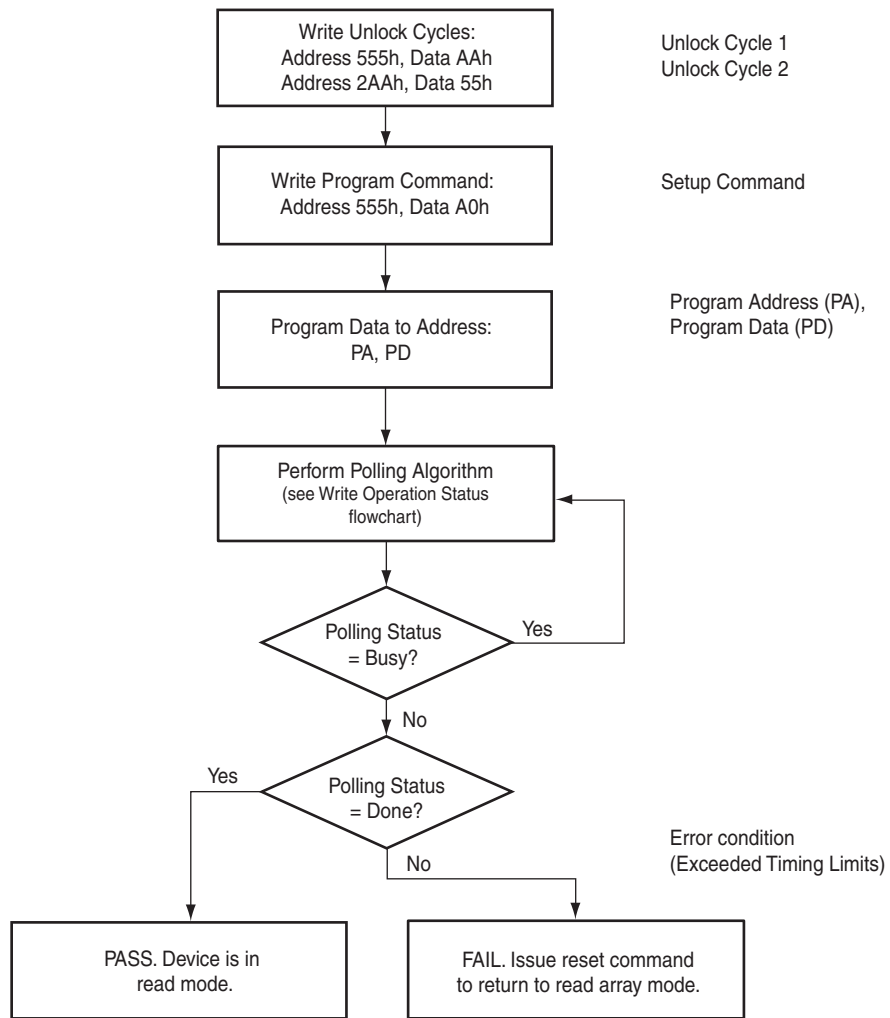 Write Unlock Cycles:
Address 555h, Data AAh
Address 2AAh, Data 55h
Unlock Cycle 1
Unlock Cycle 2
Write Program Command:
Address 555h, Data A0h
Setup Command
Program Data to Address:
PA, PD
Program Address (PA),
Program Data (PD)
Perform Polling Algorithm
(see Write Operation Status
flowchart)
Polling Status
= Busy?
Yes
No
Polling Status
= Done?
Yes
No
Error condition
(Exceeded Timing Limits)
PASS. Device is in
read mode.
FAIL. Issue reset command
to return to read array mode.